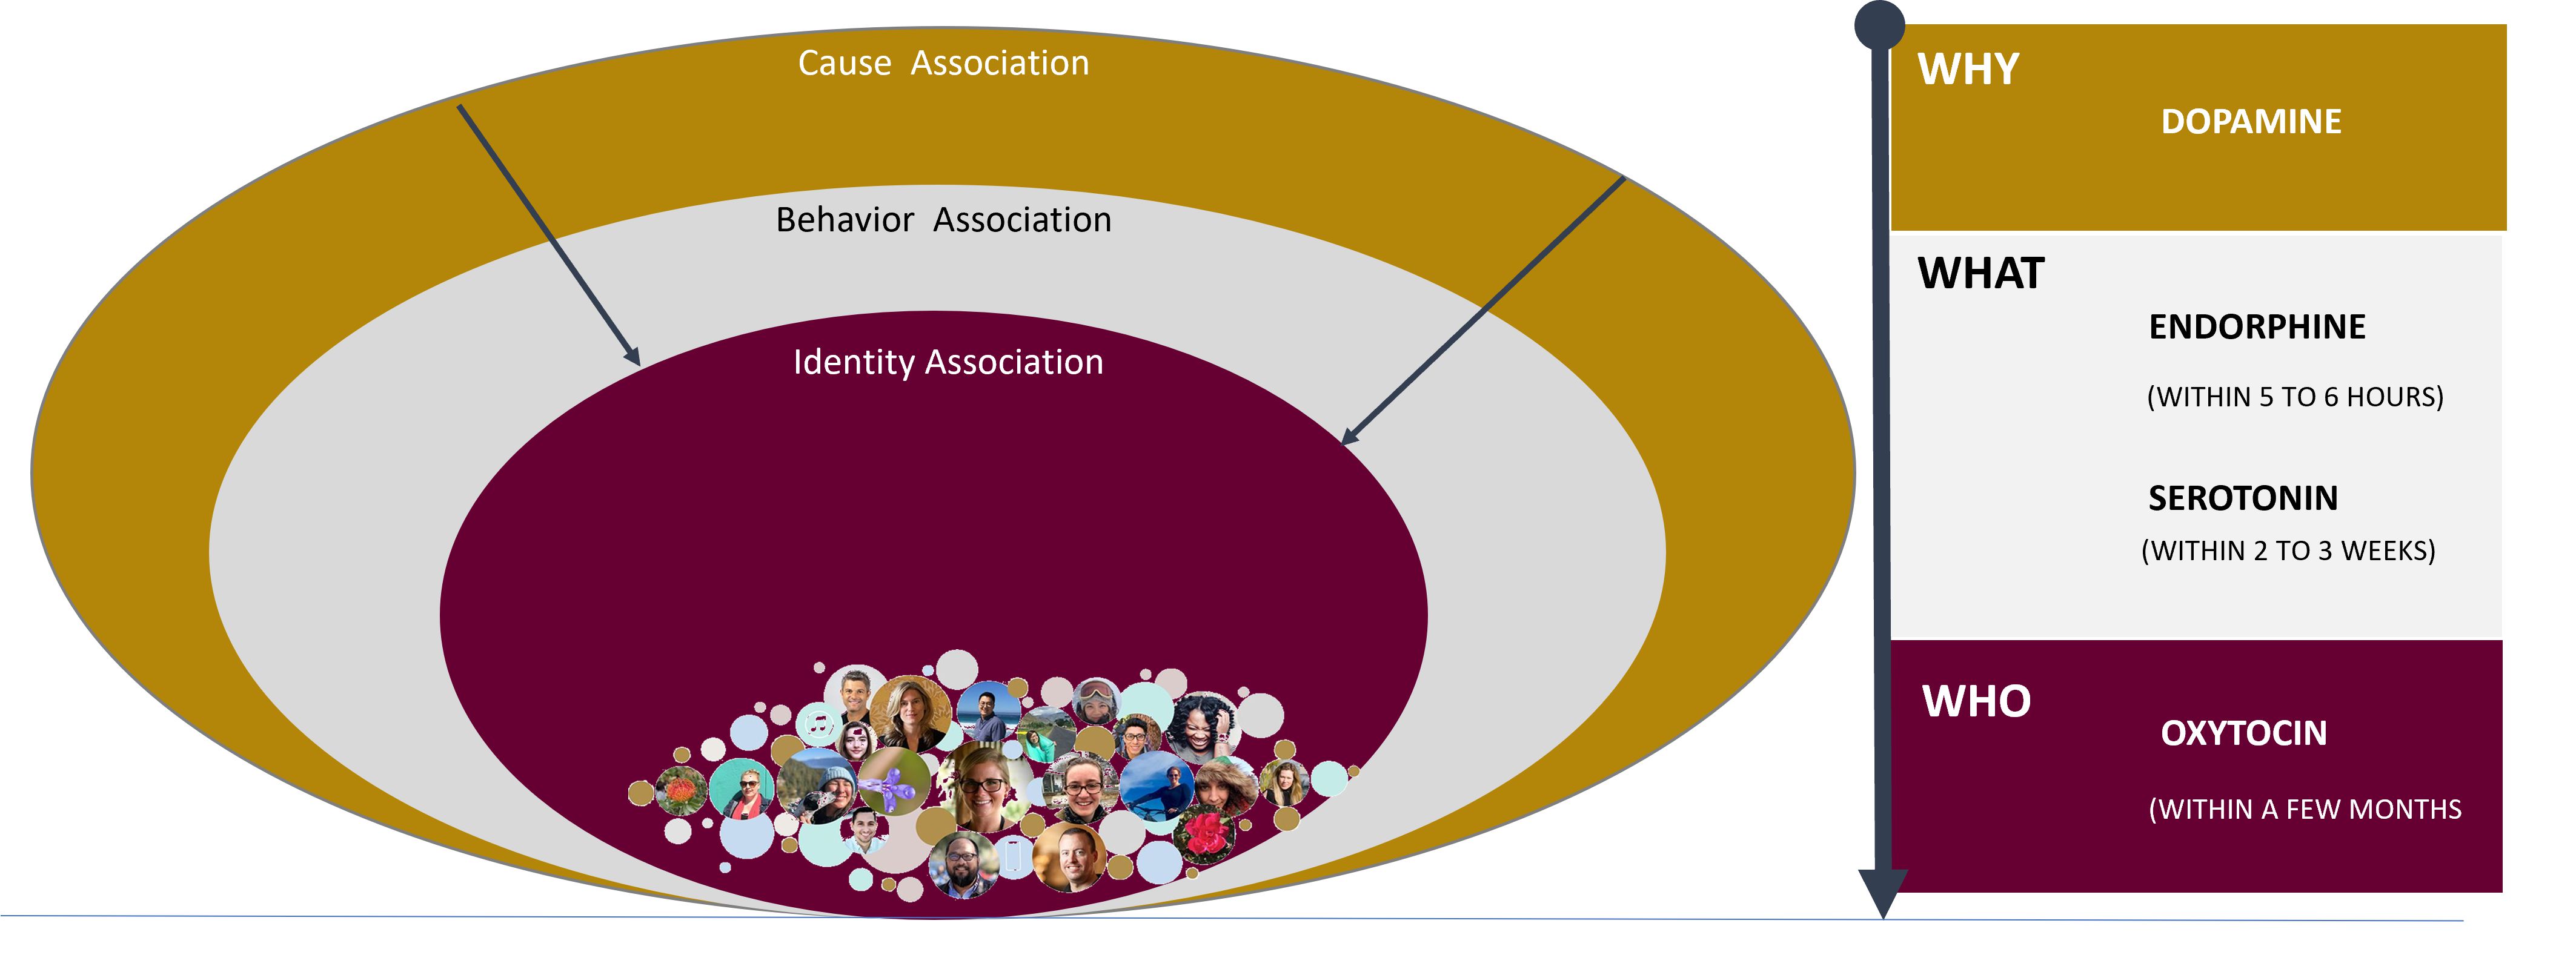 Cause Association
Behavior Association
Identity Association
WHY
DOPAMINE
WHAT
ENDORPHINE
(WITHIN 5 TO 6 HOURS)
SEROTONIN
(WITHIN 2 TO 3 WEEKS)
WHO
OXYTOCIN
(WITHIN A FEW MONTHS